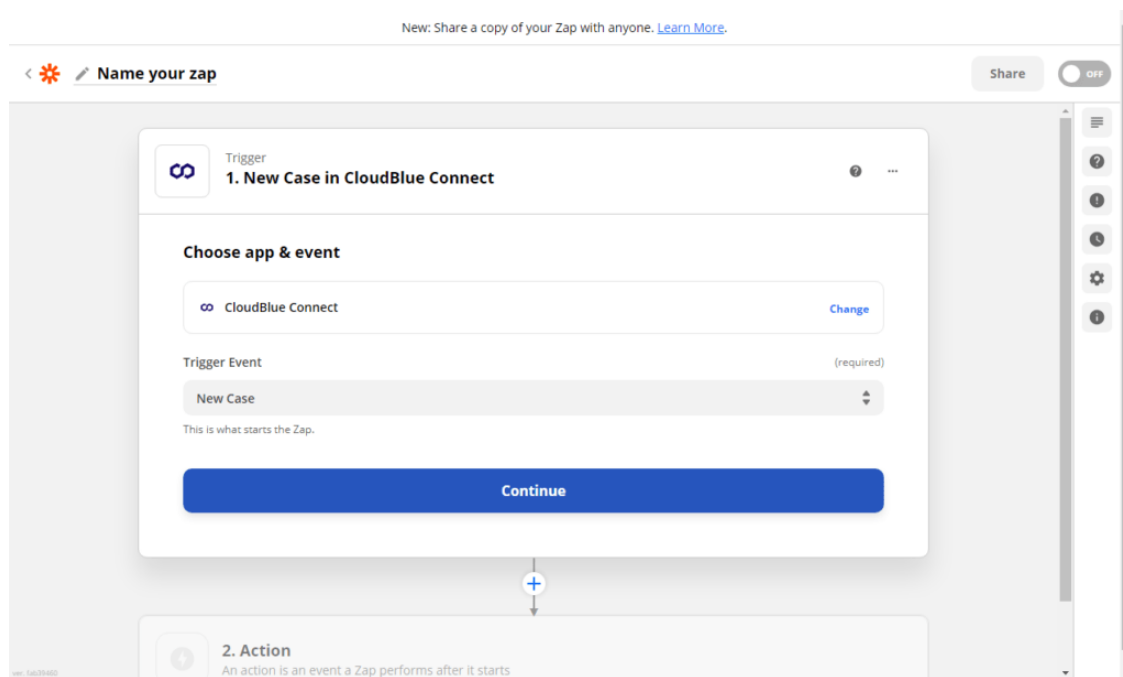 New: Share a copy of your Zap with anyone. Learn More.
Name your zap
Share
OFF
Trigger
1. New Case in CloudBlue Connect
Choose app & event
CloudBlue Connect
Change
Trigger Event
(required)
New Case
This is what starts the Zap.
Continue
2. Action
An action is an event a Zap performs after it starts